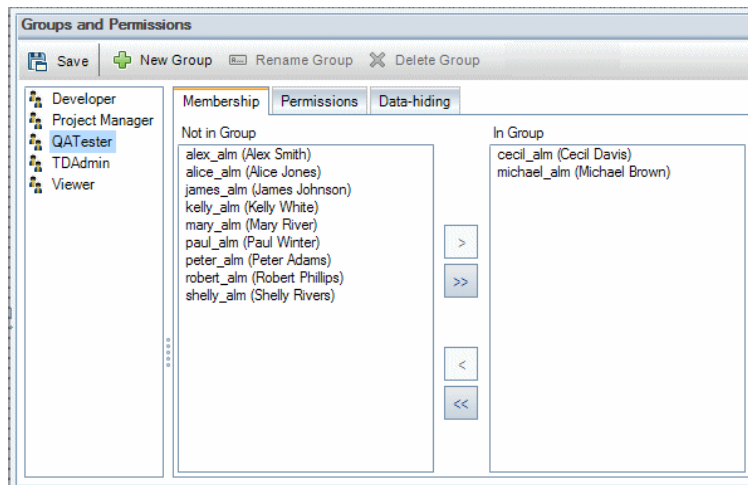 Groups and Permissions
Save New Group Rename Group Delete Group
Developer
Project Manager
QATester
TDAdmin
Viewer
Membership Permissions Data-hiding
Not in Group
alex_alm (Alex Smith)
alice_alm (Alice Jones)
james_alm (James Johnson)
kelly_alm (Kelly White)
mary_alm (Mary River)
paul_alm (Paul Winter)
peter_alm (Peter Adams)
robert_alm (Robert Phillips)
shelly_alm (Shelly Rivers)
>
>>
<
<<
In Group
cecil_alm (Cecil Davis)
michael_alm (Michael Brown)